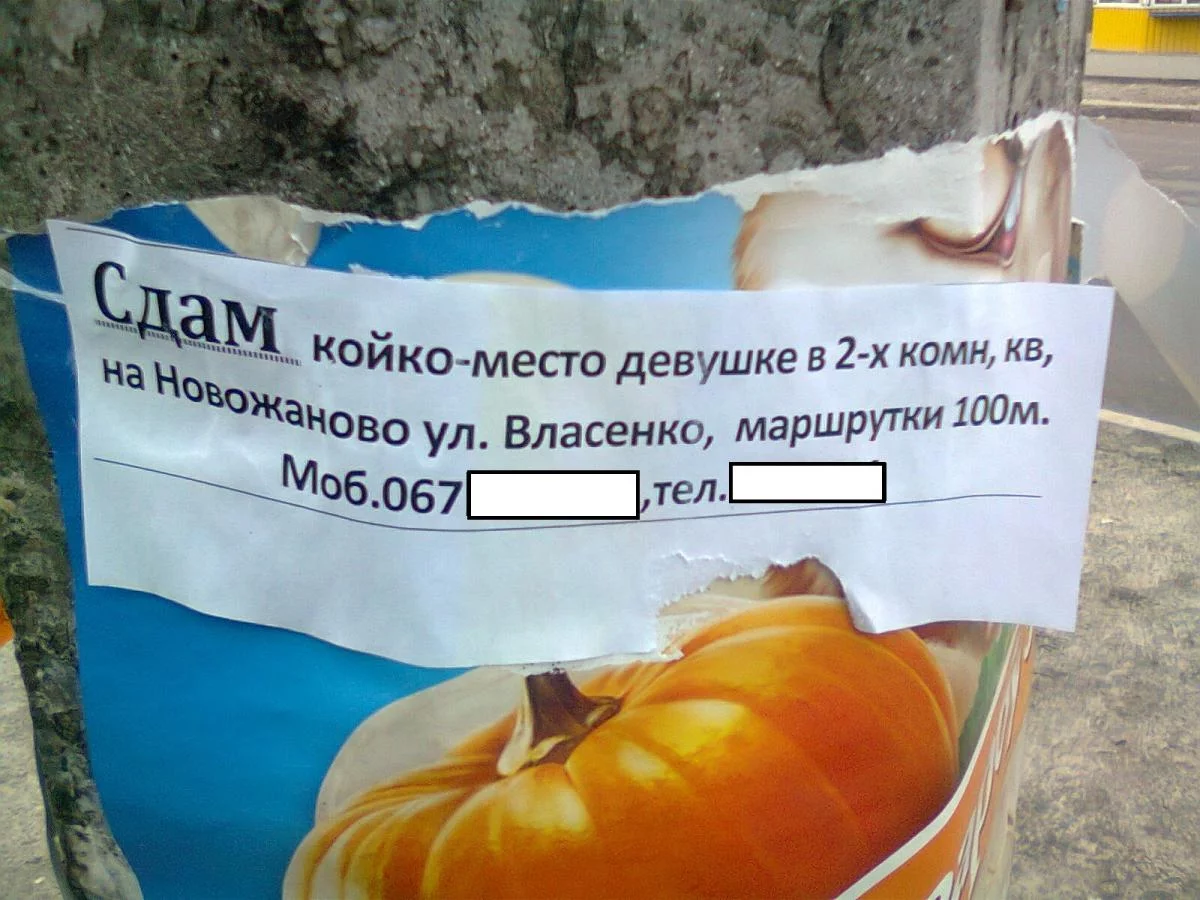 Сдам койко-место девушке в 2-х комн, кв,
на Новожаново ул. Власенко, маршрутки 100м.
Моб.067 ,тел.